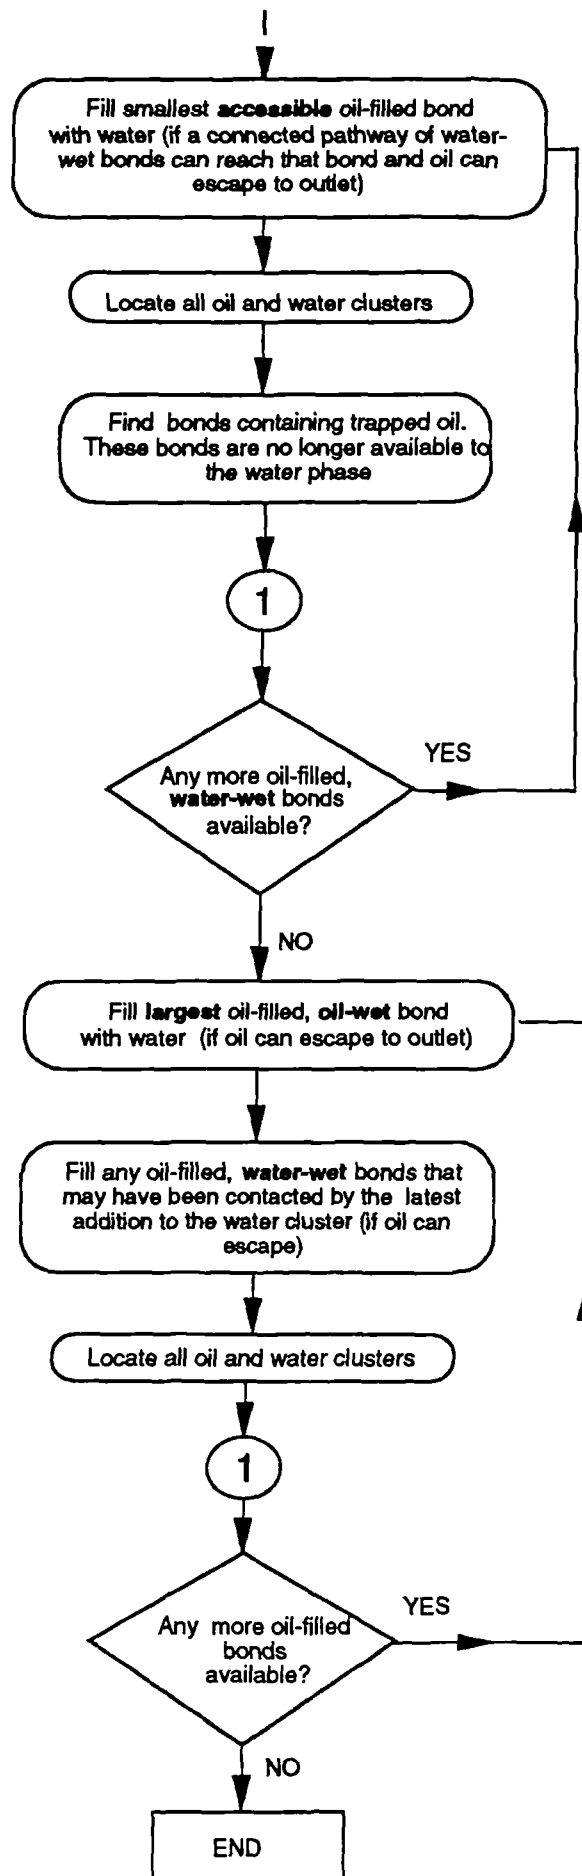 Fill smallest accessible oil-filled bond
with water (if a connected pathway of water-
wet bonds can reach that bond and oil can
escape to outlet)
Locate all oil and water clusters
Find bonds containing trapped oil.
These bonds are no longer available to
the water phase
1
Any more oil-filled,
water-wet bonds
available?
YES
NO
Fill largest oil-filled, oil-wet bond
with water (if oil can escape to outlet)
Fill any oil-filled, water-wet bonds that
may have been contacted by the latest
addition to the water cluster (if oil can
escape)
Locate all oil and water clusters
1
Any more oil-filled
bonds
available?
YES
NO
END